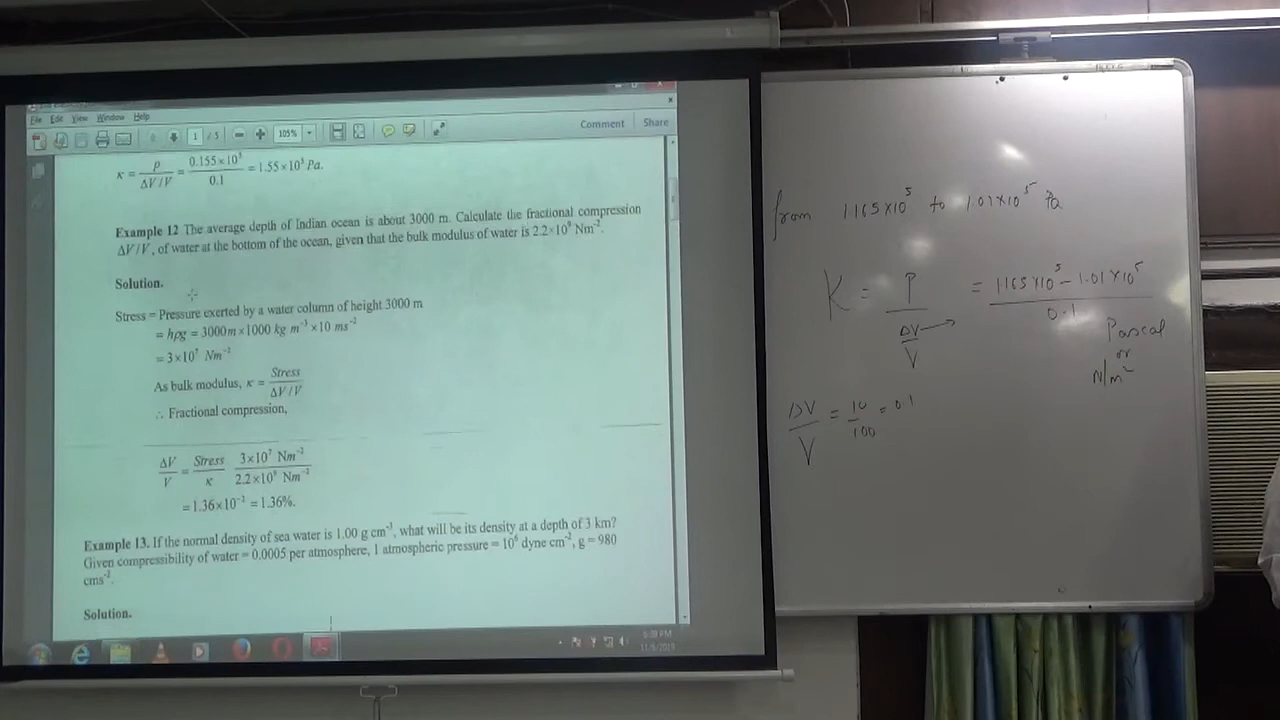 File Edit View Window Help
1 / 5
105%
Comment
Share
κ = p / ΔV/V = 0.155×10⁵ / 0.1 = 1.55×10⁵ Pa.
Example 12 The average depth of Indian ocean is about 3000 m. Calculate the fractional compression
ΔV/V, of water at the bottom of the ocean, given that the bulk modulus of water is 2.2×10⁹ Nm⁻².
Solution.
Stress = Pressure exerted by a water column of height 3000 m
= hρg = 3000m×1000 kg m⁻³×10 ms⁻²
= 3×10⁷ Nm⁻²
As bulk modulus, κ = Stress / ΔV/V
∴ Fractional compression,
ΔV/V = Stress/κ 3×10⁷ Nm⁻² / 2.2×10⁹ Nm⁻²
=1.36×10⁻² =1.36%.
Example 13. If the normal density of sea water is 1.00 g cm⁻³, what will be its density at a depth of 3 km?
Given compressibility of water = 0.0005 per atmosphere, 1 atmospheric pressure = 10⁶ dyne cm⁻², g = 980
cms⁻².
Solution.
from 1.165×10⁵ to 1.01×10⁵ Pa
K = P / ΔV/V = 1.165×10⁵ − 1.01×10⁵ / 0.1
Pascal
or
N/m²
ΔV/V = 10/100 = 0.1